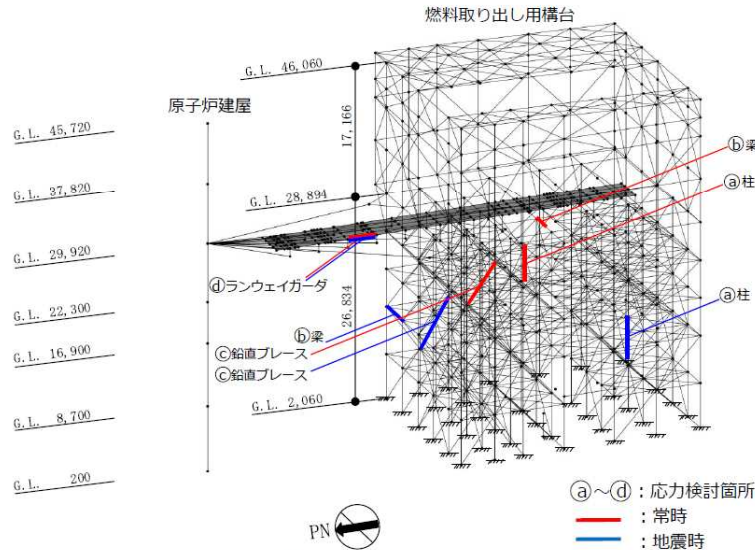 燃料取り出し用構台
G.L. 46,060
原子炉建屋
G.L. 45,720
17,166
ⓑ梁
G.L. 37,820
G.L. 28,894
ⓐ柱
G.L. 29,920
ⓓランウェイガーダ
26,834
G.L. 22,300
ⓑ梁
ⓐ柱
G.L. 16,900
ⓒ鉛直ブレース
ⓒ鉛直ブレース
G.L. 8,700
G.L. 2,060
G.L. 200
ⓐ～ⓓ：応力検討箇所
：常時
PN
：地震時